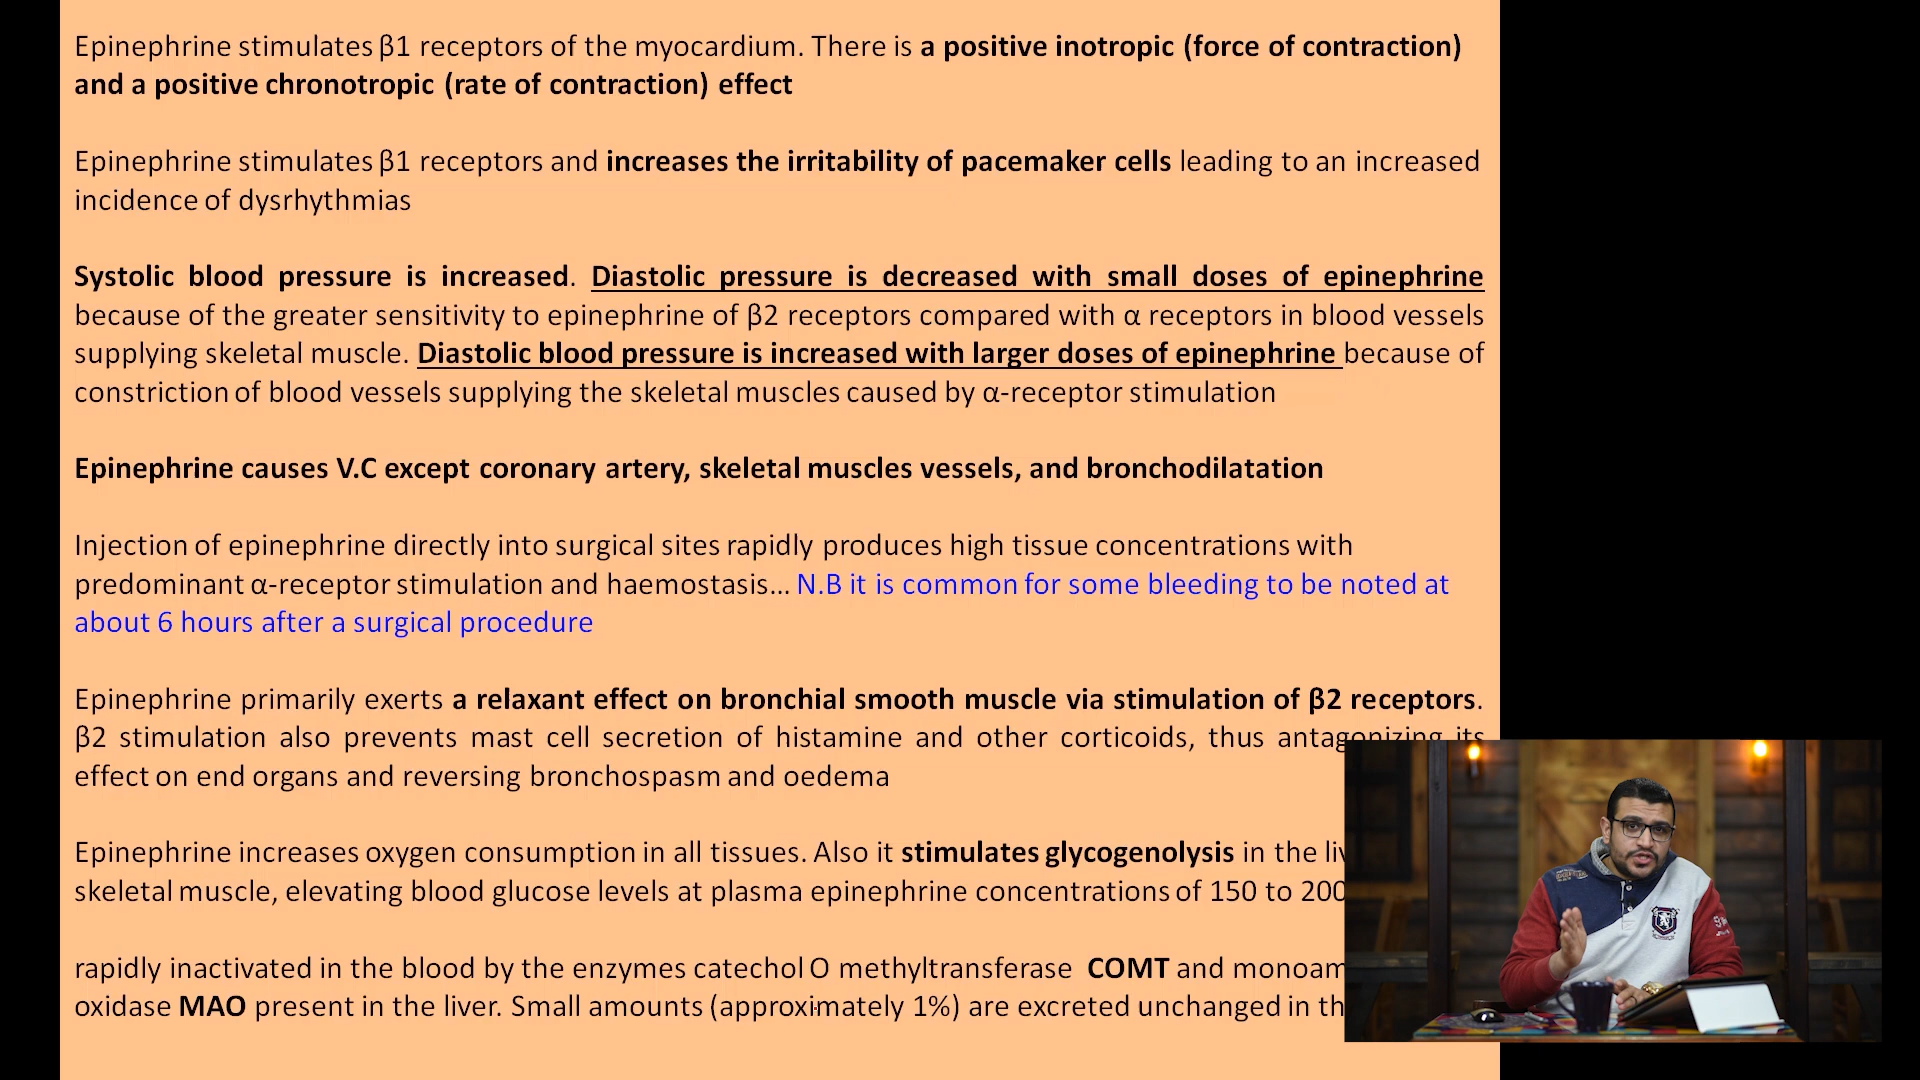 Epinephrine stimulates β1 receptors of the myocardium. There is a positive inotropic (force of contraction)
and a positive chronotropic (rate of contraction) effect
Epinephrine stimulates β1 receptors and increases the irritability of pacemaker cells leading to an increased
incidence of dysrhythmias
Systolic blood pressure is increased. Diastolic pressure is decreased with small doses of epinephrine
because of the greater sensitivity to epinephrine of β2 receptors compared with α receptors in blood vessels
supplying skeletal muscle. Diastolic blood pressure is increased with larger doses of epinephrine because of
constriction of blood vessels supplying the skeletal muscles caused by α-receptor stimulation
Epinephrine causes V.C except coronary artery, skeletal muscles vessels, and bronchodilatation
Injection of epinephrine directly into surgical sites rapidly produces high tissue concentrations with
predominant α-receptor stimulation and haemostasis... N.B it is common for some bleeding to be noted at
about 6 hours after a surgical procedure
Epinephrine primarily exerts a relaxant effect on bronchial smooth muscle via stimulation of β2 receptors.
β2 stimulation also prevents mast cell secretion of histamine and other corticoids, thus antagonizing its
effect on end organs and reversing bronchospasm and oedema
Epinephrine increases oxygen consumption in all tissues. Also it stimulates glycogenolysis in the
skeletal muscle, elevating blood glucose levels at plasma epinephrine concentrations of 150 to 200
rapidly inactivated in the blood by the enzymes catechol O methyltransferase COMT and
oxidase MAO present in the liver. Small amounts (approximately 1%) are excreted unchanged in